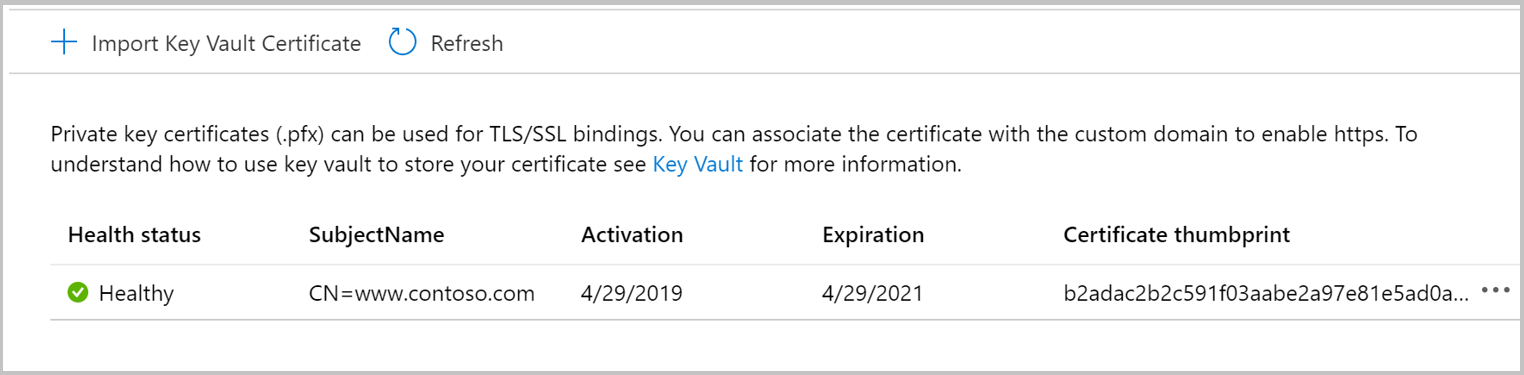 Import Key Vault Certificate Refresh
Private key certificates (.pfx) can be used for TLS/SSL bindings. You can associate the certificate with the custom domain to enable https. To
understand how to use key vault to store your certificate see Key Vault for more information.
Health status SubjectName Activation Expiration Certificate thumbprint
Healthy CN=www.contoso.com 4/29/2019 4/29/2021 b2adac2b2c591f03aabe2a97e81e5ad0a... •••